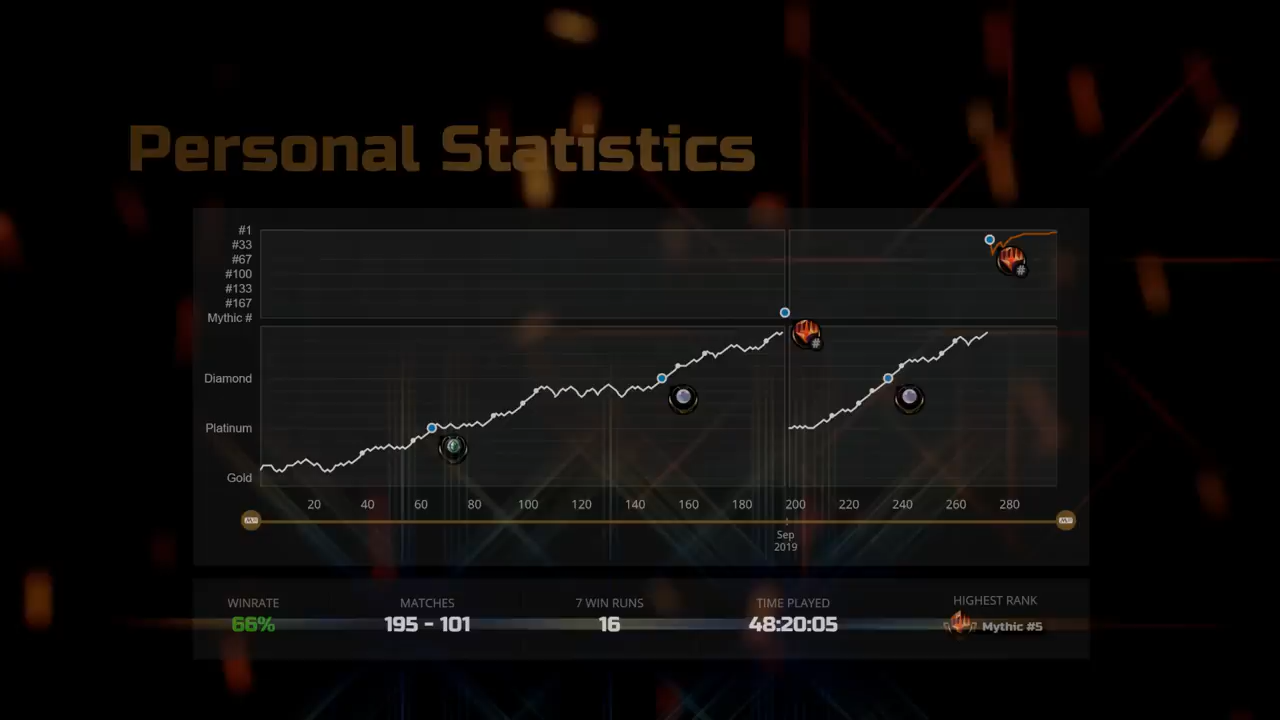 Personal Statistics
#1
#33
#67
#100
#133
#167
Mythic #
Diamond
Platinum
Gold
20 40 60 80 100 120 140 160 180 200 220 240 260 280
Sep
2019
WINRATE MATCHES 7 WIN RUNS TIME PLAYED HIGHEST RANK
66% 195 - 101 16 48:20:05 Mythic #5